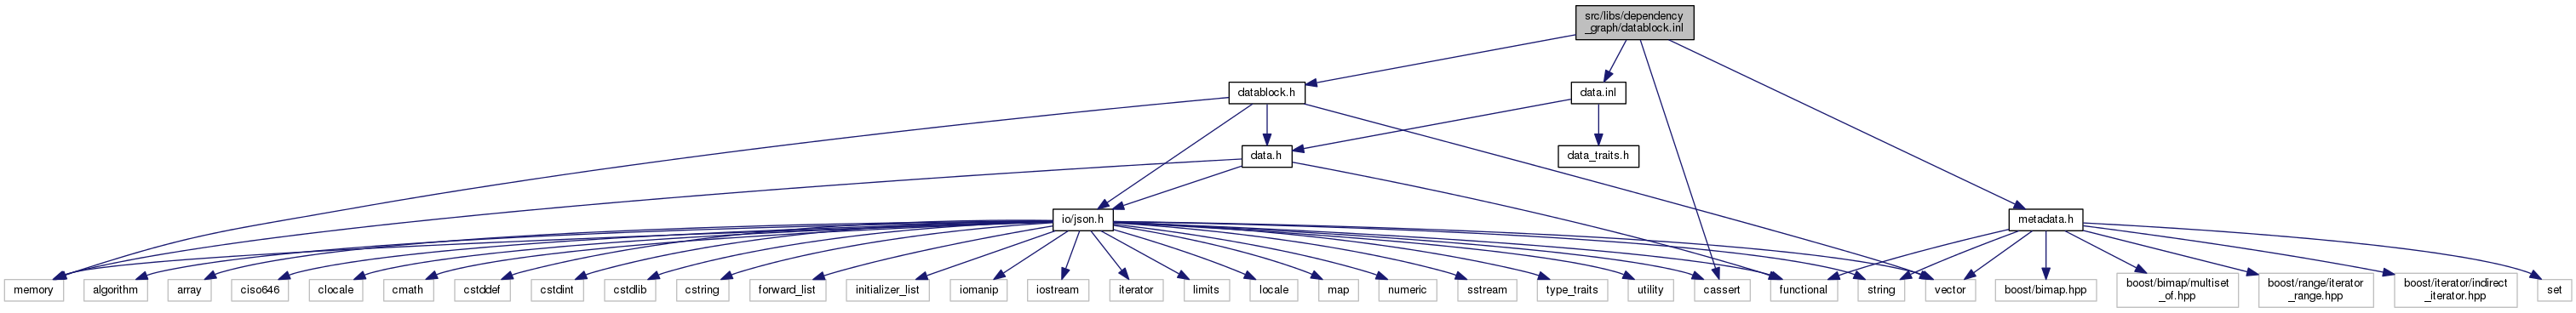 src/libs/dependency
_graph/datablock.inl
datablock.h
data.inl
data.h
data_traits.h
io/json.h
metadata.h
memory
algorithm
array
ciso646
clocale
cmath
cstddef
cstdint
cstdlib
cstring
forward_list
initializer_list
iomanip
iostream
iterator
limits
locale
map
numeric
sstream
type_traits
utility
cassert
functional
string
vector
boost/bimap.hpp
boost/bimap/multiset
_of.hpp
boost/range/iterator
_range.hpp
boost/iterator/indirect
_iterator.hpp
set